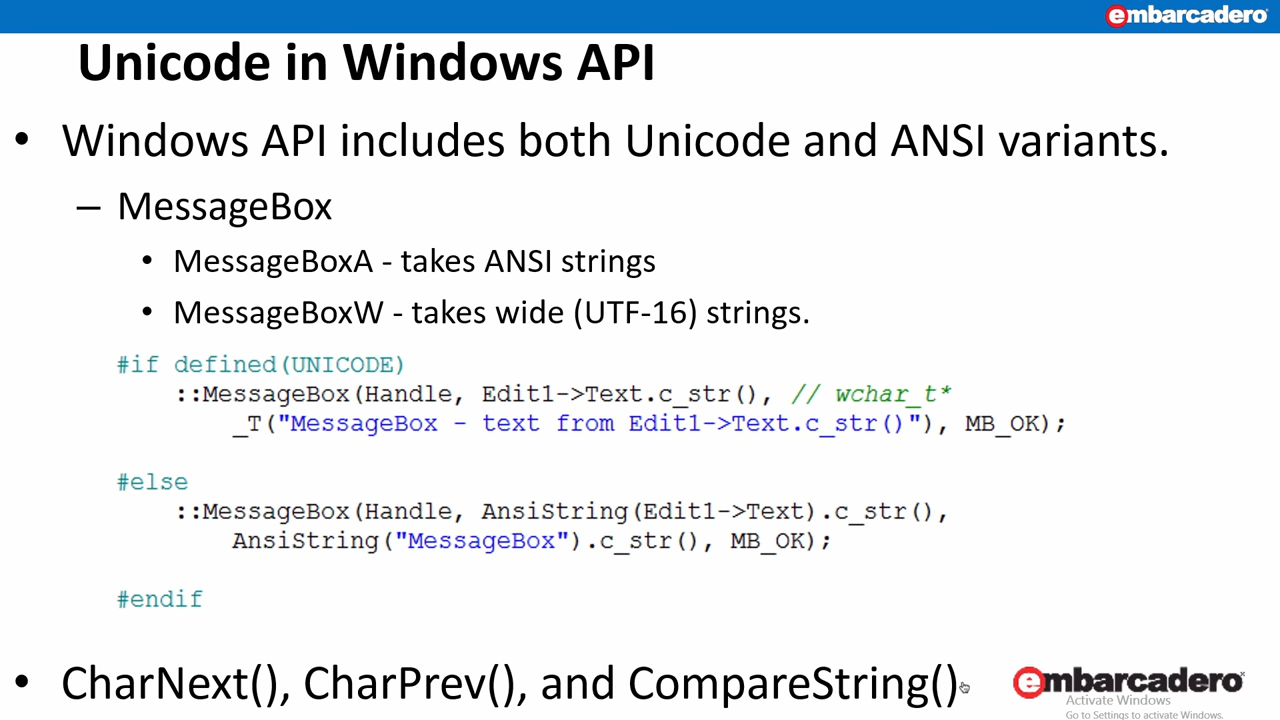 embarcadero
Unicode in Windows API
• Windows API includes both Unicode and ANSI variants.
– MessageBox
• MessageBoxA - takes ANSI strings
• MessageBoxW - takes wide (UTF-16) strings.
#if defined(UNICODE)
::MessageBox(Handle, Edit1->Text.c_str(), // wchar_t*
_T("MessageBox - text from Edit1->Text.c_str()"), MB_OK);
#else
::MessageBox(Handle, AnsiString(Edit1->Text).c_str(),
AnsiString("MessageBox").c_str(), MB_OK);
#endif
• CharNext(), CharPrev(), and CompareString()
embarcadero
Activate Windows
Go to Settings to activate Windows.